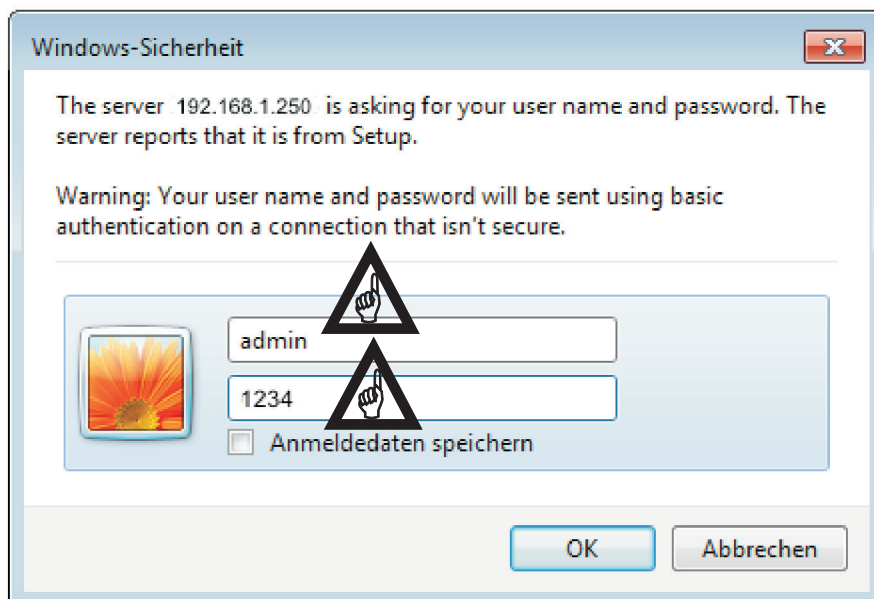 Windows-Sicherheit
The server 192.168.1.250 is asking for your user name and password. The
server reports that it is from Setup.
Warning: Your user name and password will be sent using basic
authentication on a connection that isn't secure.
admin
1234
Anmeldedaten speichern
OK
Abbrechen